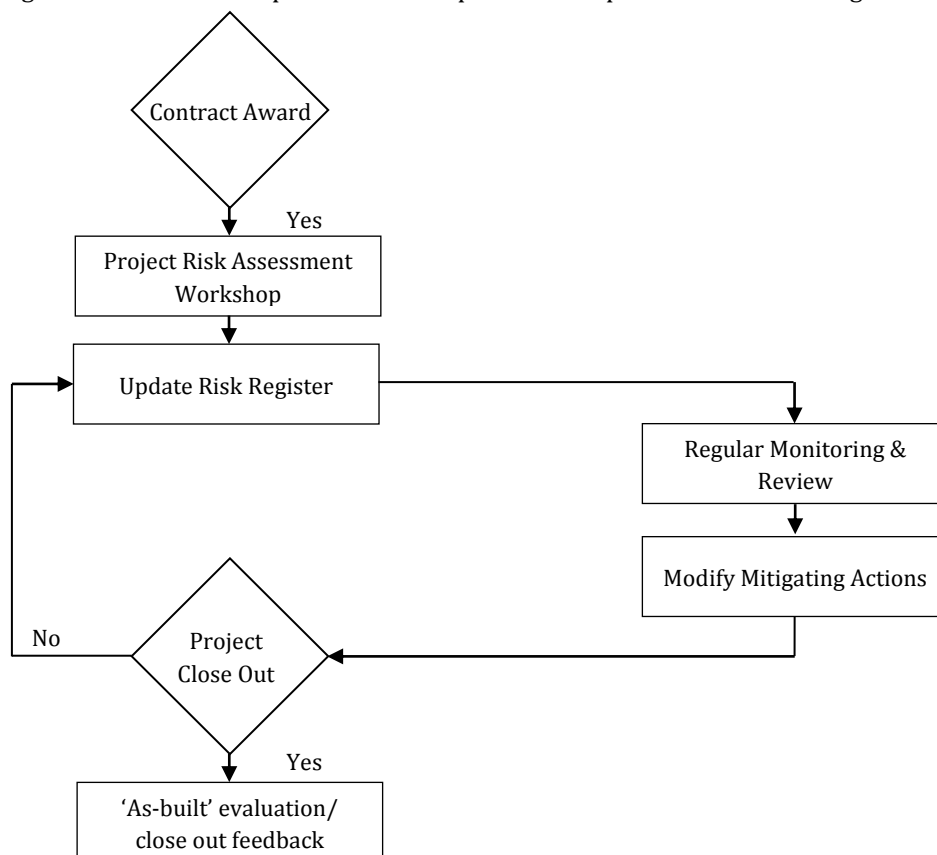 Contract Award
Yes
Project Risk Assessment
Workshop
Update Risk Register
Regular Monitoring &
Review
Modify Mitigating Actions
No
Project
Close Out
Yes
‘As-built’ evaluation/
close out feedback